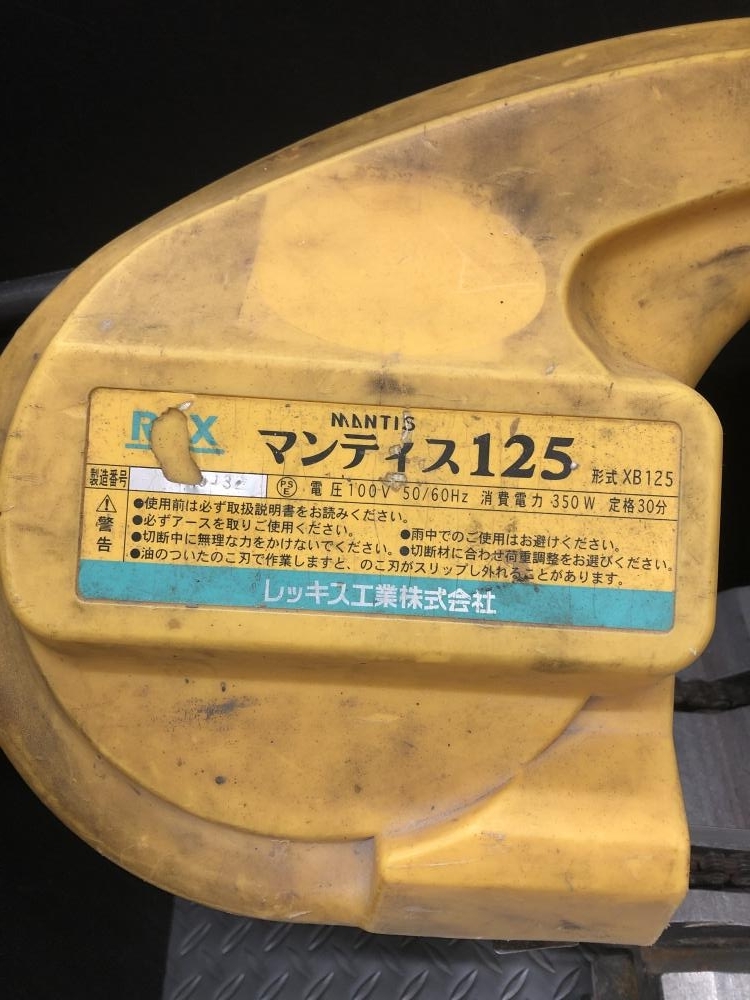 MANTIS
マンティス125 形式 XB125
製造番号 PSE 電圧100V 50/60Hz 消費電力 350W 定格30分
警告
●使用前は必ず取扱説明書をお読みください。
●必ずアースを取りご使用ください。 ●雨中でのご使用はお避けください。
●切断中に無理な力をかけないでください。 ●切断材に合わせ荷重調整をお選びください。
●油のついたのこ刃で作業しますと、のこ刃がスリップし外れることがあります。
レッキス工業株式会社